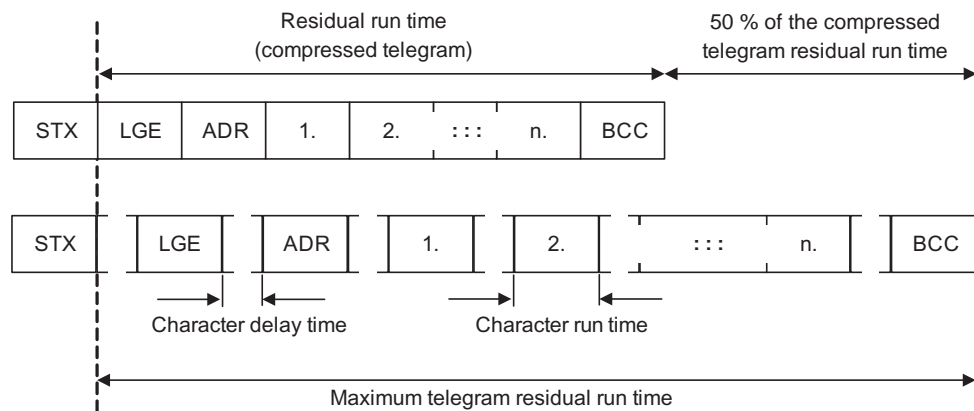 Residual run time
(compressed telegram)
50 % of the compressed
telegram residual run time
STX LGE ADR 1. 2. : : : n. BCC
STX LGE ADR 1. 2. : : : n. BCC
Character delay time Character run time
Maximum telegram residual run time